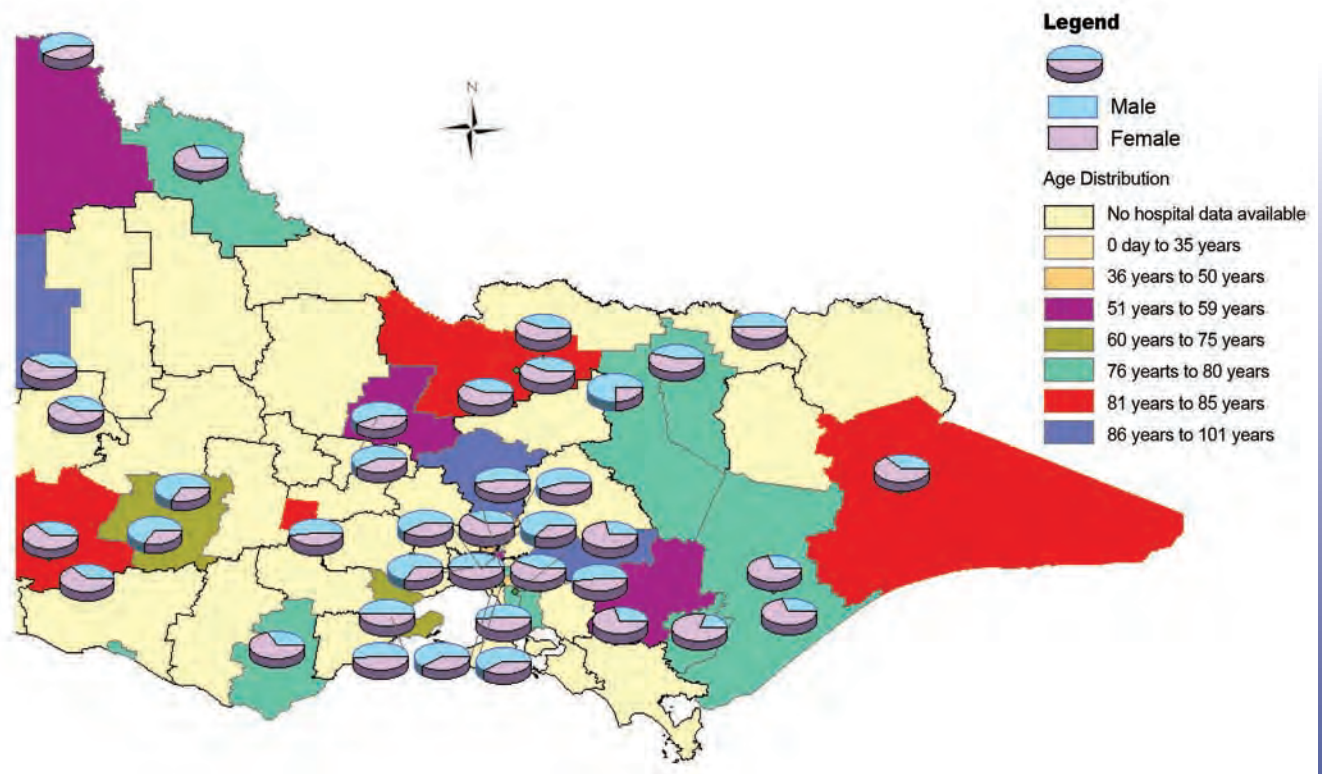 N
Legend
Male
Female
Age Distribution
No hospital data available
0 day to 35 years
36 years to 50 years
51 years to 59 years
60 years to 75 years
76 yearts to 80 years
81 years to 85 years
86 years to 101 years